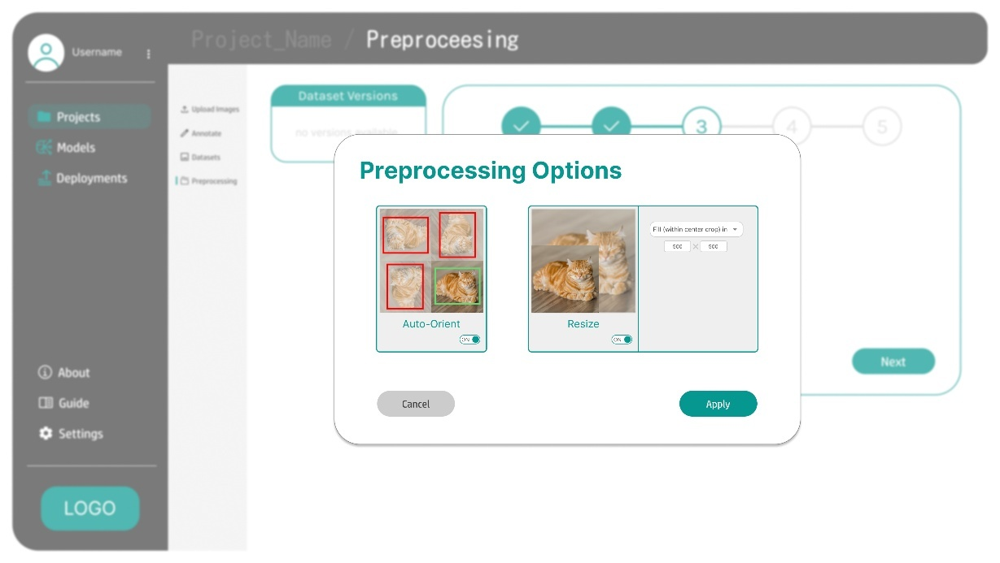 Project_Name / Preproceesing
Username
Projects
Models
Deployments
About
Guide
Settings
LOGO
Upload Images
Annotate
Datasets
Preprocessing
Dataset Versions
no versions available
3
4
5
Preprocessing Options
Auto-Orient
ON
Resize
ON
Fill (within center crop) in
500 × 500
Cancel
Apply
Next